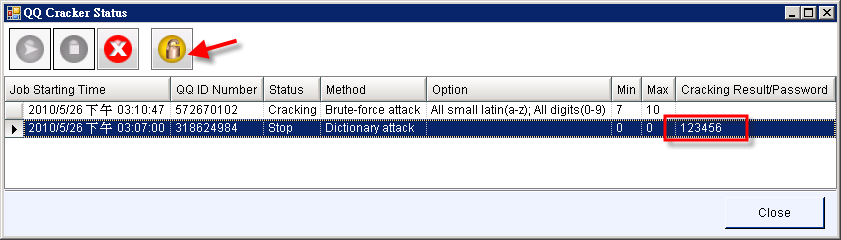 QQ Cracker Status
Job Starting Time QQ ID Number Status Method Option Min Max Cracking Result/Password
2010/5/26 下午 03:10:47 572670102 Cracking Brute-force attack All small latin(a-z); All digits(0-9) 7 10
2010/5/26 下午 03:07:00 318624984 Stop Dictionary attack 0 0 123456
Close